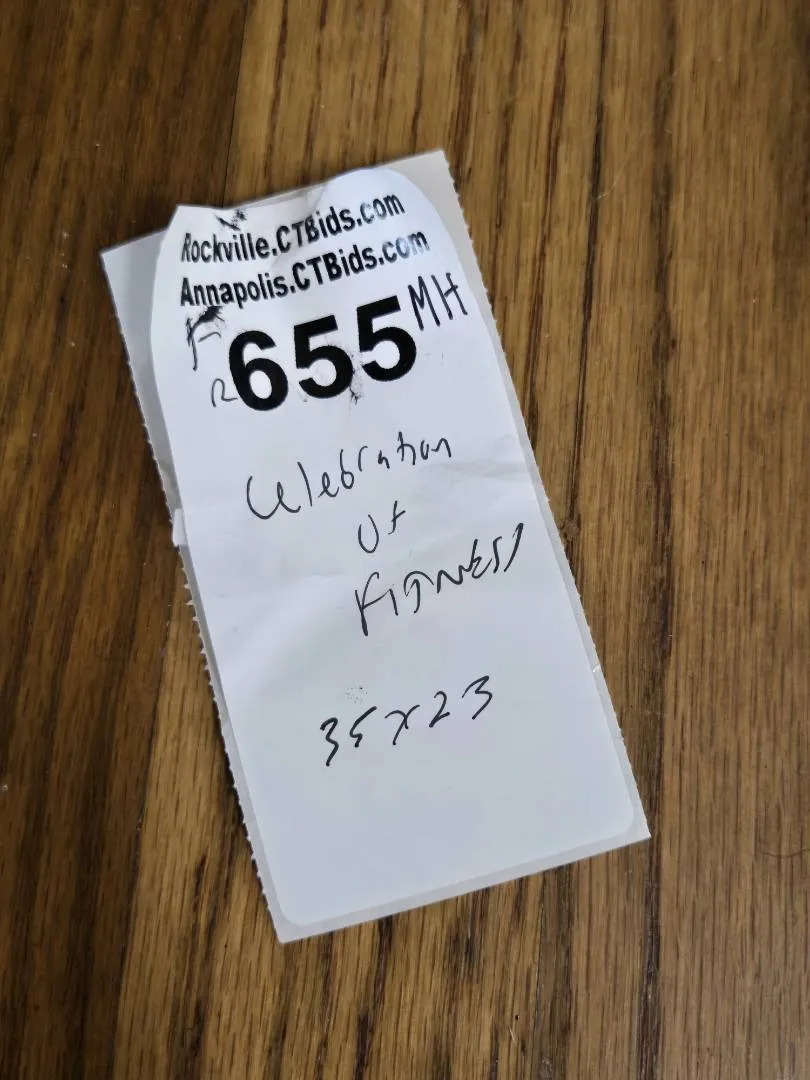 Rockville.CTBids.com
Annapolis.CTBids.com
655 MH
Celebration
Of
FITNESS
35x23